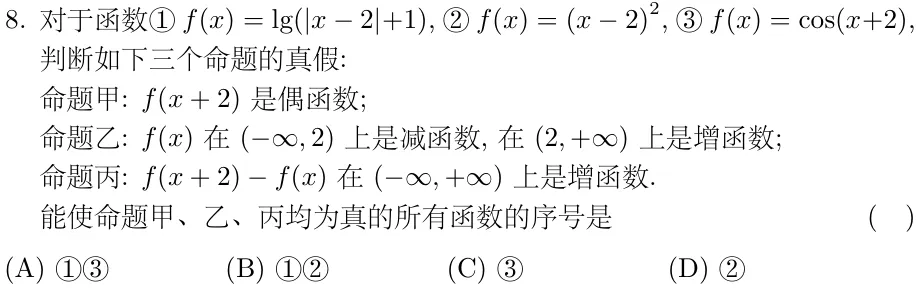 8. 对于函数① f(x) = lg(|x − 2|+1), ② f(x) = (x − 2)², ③ f(x) = cos(x+2),
判断如下三个命题的真假:
命题甲: f(x + 2) 是偶函数;
命题乙: f(x) 在 (−∞, 2) 上是减函数, 在 (2, +∞) 上是增函数;
命题丙: f(x + 2) − f(x) 在 (−∞, +∞) 上是增函数.
能使命题甲、乙、丙均为真的所有函数的序号是 ( )
(A) ①③ (B) ①② (C) ③ (D) ②